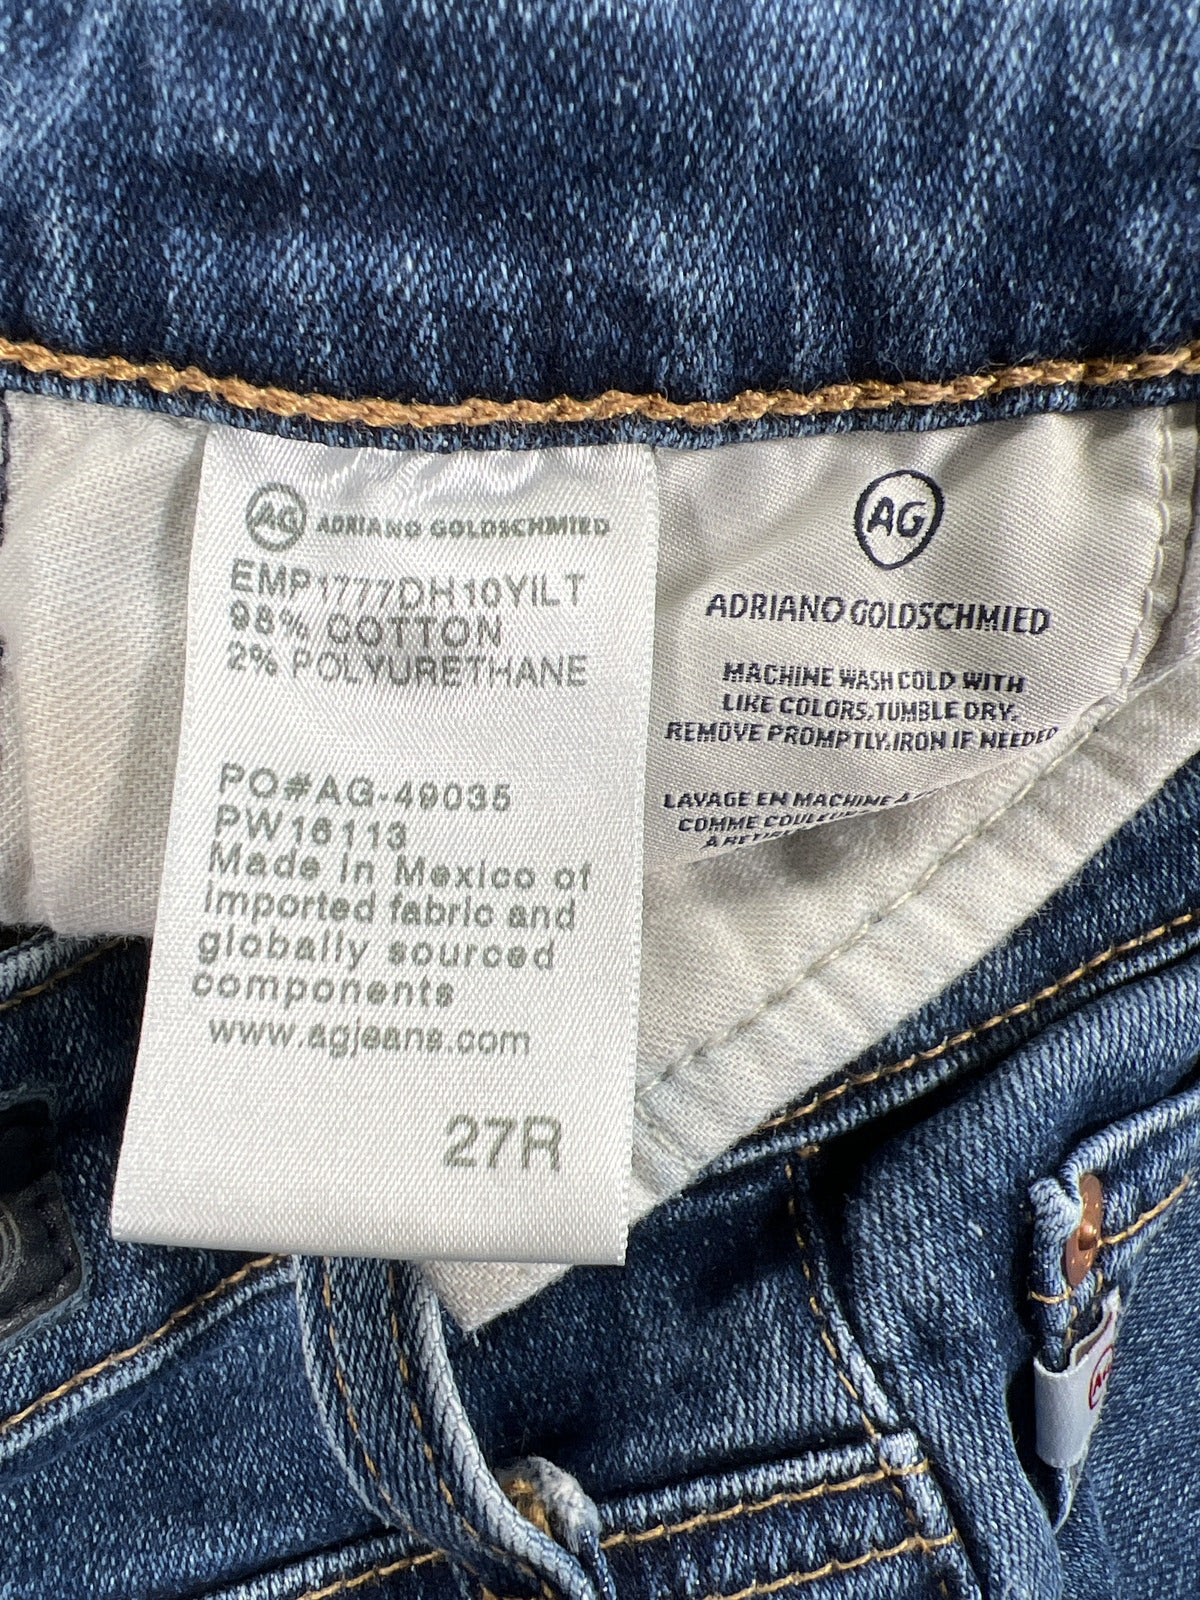 AG ADRIANO GOLDSCHMIED
EMP1777DH10YILT
98% COTTON
2% POLYURETHANE
PO#AG-49035
PW16113
Made in Mexico of
imported fabric and
globally sourced
components
www.agjeans.com
27R
AG
ADRIANO GOLDSCHMIED
MACHINE WASH COLD WITH
LIKE COLORS, TUMBLE DRY,
REMOVE PROMPTLY, IRON IF NEEDED
LAVAGE EN MACHINE À
COMME
À